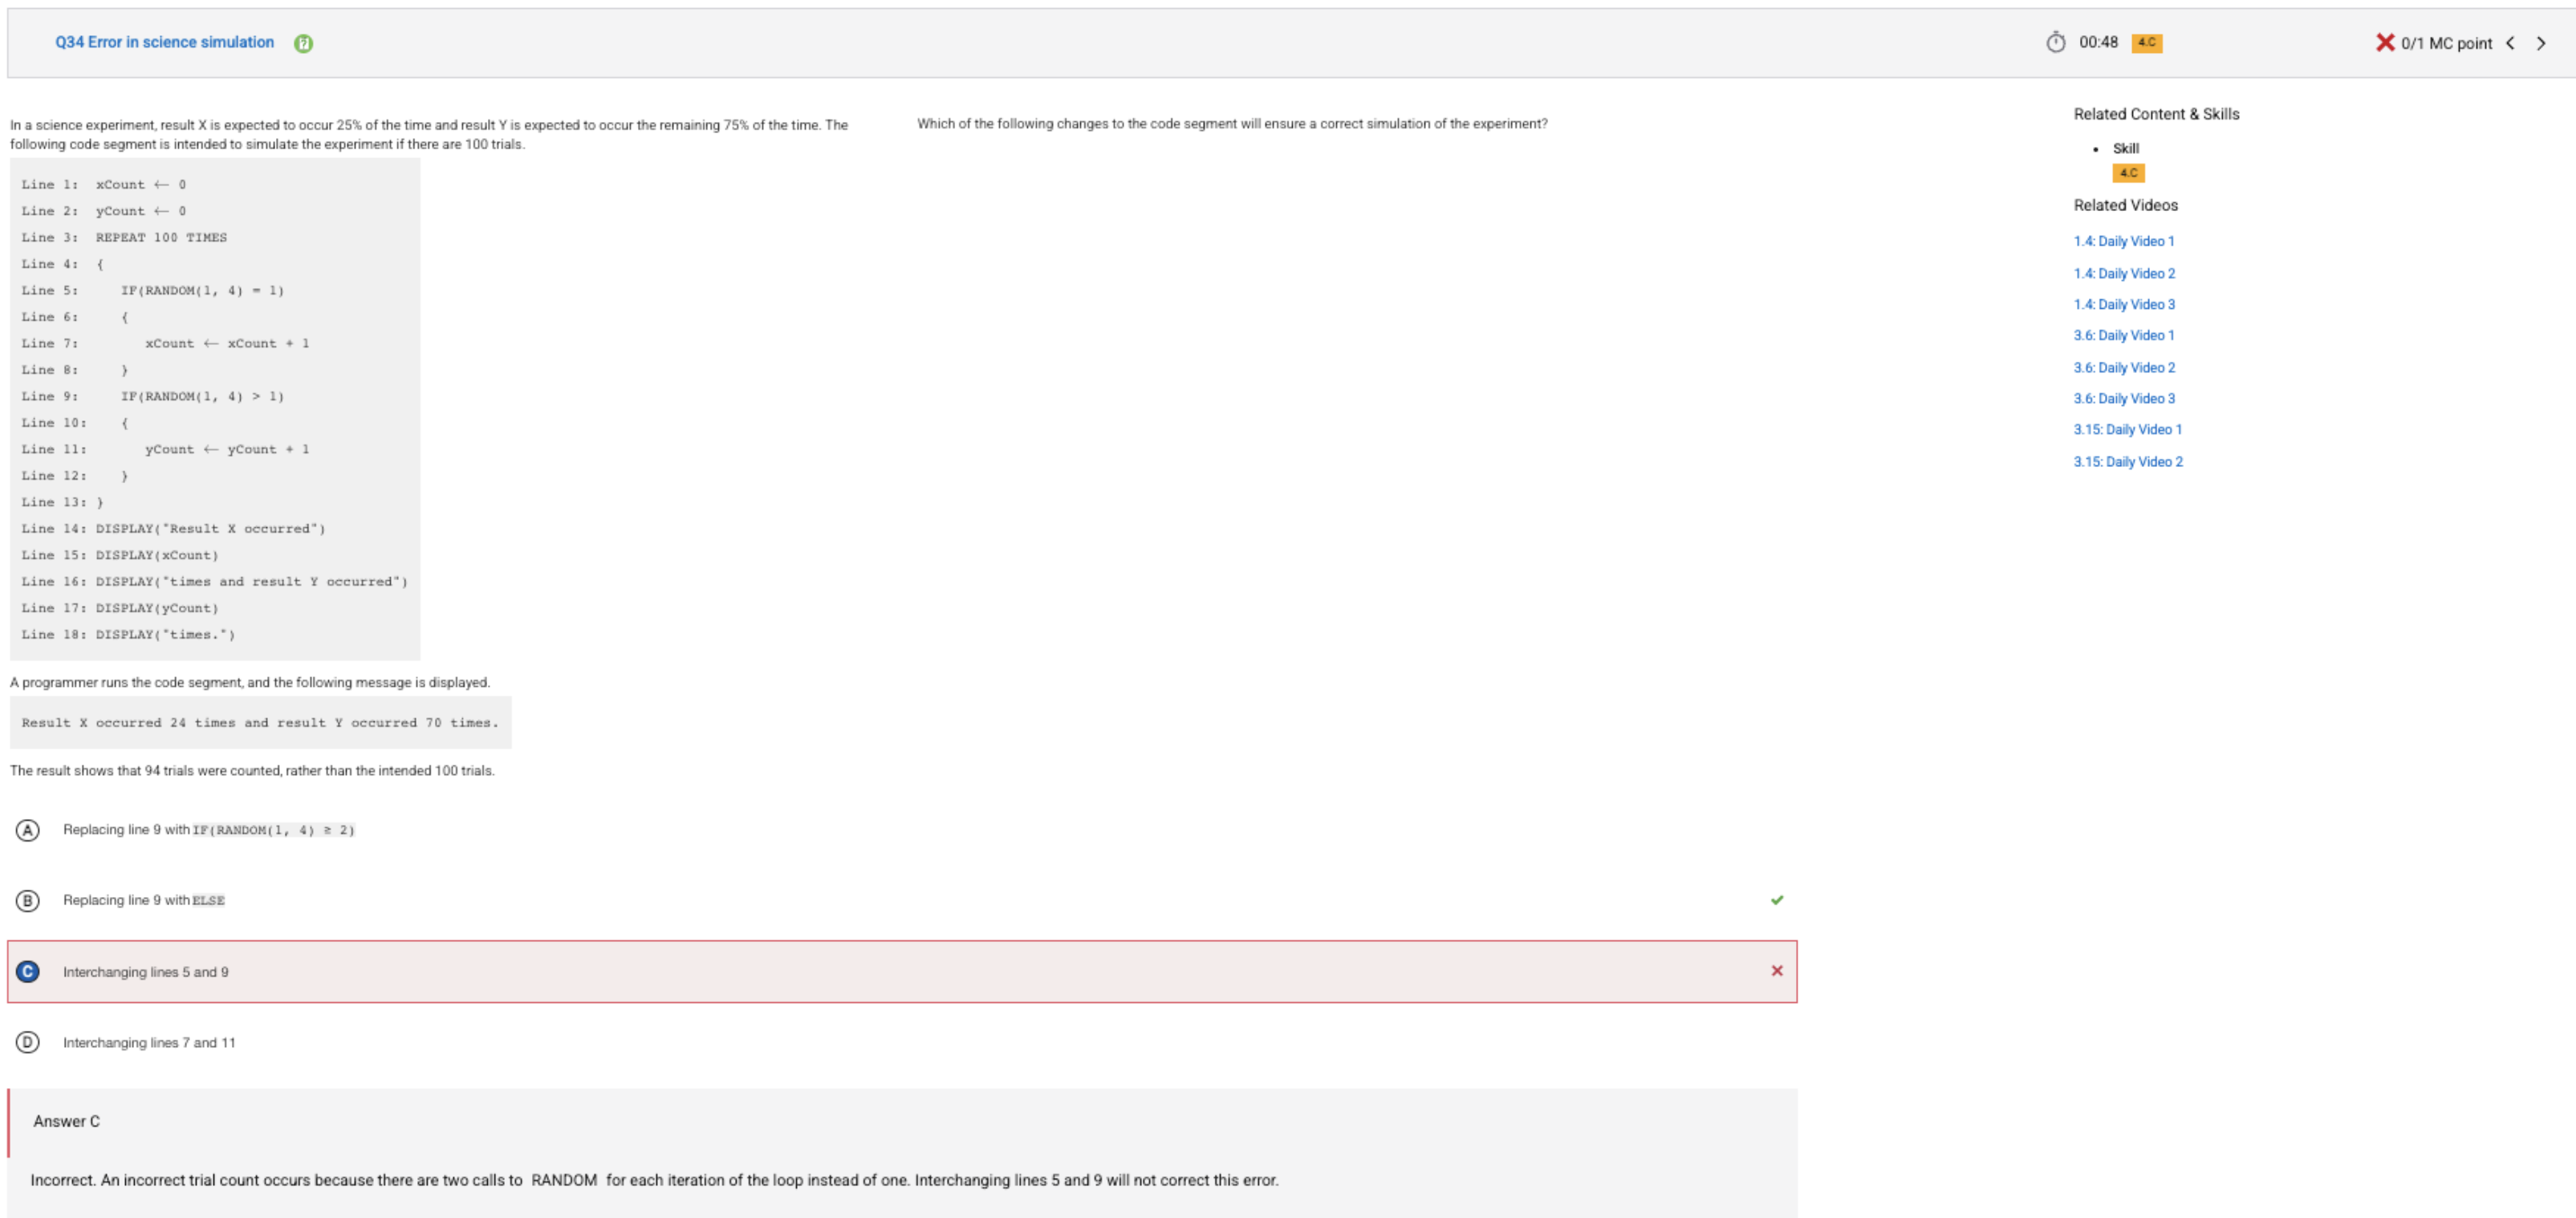 Q34 Error in science simulation ?
00:48 4.C
0/1 MC point
In a science experiment, result X is expected to occur 25% of the time and result Y is expected to occur the remaining 75% of the time. The
following code segment is intended to simulate the experiment if there are 100 trials.
Line 1: xCount ← 0
Line 2: yCount ← 0
Line 3: REPEAT 100 TIMES
Line 4: {
Line 5: IF(RANDOM(1, 4) = 1)
Line 6: {
Line 7: xCount ← xCount + 1
Line 8: }
Line 9: IF(RANDOM(1, 4) > 1)
Line 10: {
Line 11: yCount ← yCount + 1
Line 12: }
Line 13: }
Line 14: DISPLAY("Result X occurred")
Line 15: DISPLAY(xCount)
Line 16: DISPLAY("times and result Y occurred")
Line 17: DISPLAY(yCount)
Line 18: DISPLAY("times.")
A programmer runs the code segment, and the following message is displayed.
Result X occurred 24 times and result Y occurred 70 times.
The result shows that 94 trials were counted, rather than the intended 100 trials.
Which of the following changes to the code segment will ensure a correct simulation of the experiment?
A Replacing line 9 with IF(RANDOM(1, 4) ≥ 2)
B Replacing line 9 with ELSE
C Interchanging lines 5 and 9
D Interchanging lines 7 and 11
Answer C
Incorrect. An incorrect trial count occurs because there are two calls to RANDOM for each iteration of the loop instead of one. Interchanging lines 5 and 9 will not correct this error.
Related Content & Skills
• Skill
4.C
Related Videos
1.4: Daily Video 1
1.4: Daily Video 2
1.4: Daily Video 3
3.6: Daily Video 1
3.6: Daily Video 2
3.6: Daily Video 3
3.15: Daily Video 1
3.15: Daily Video 2